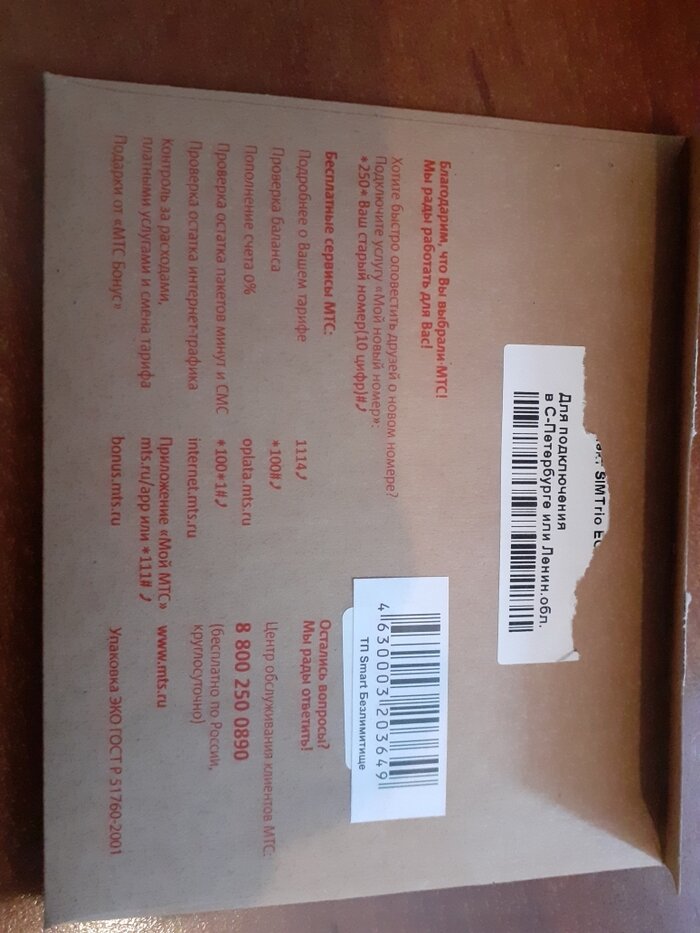 SIMTrio
Для подключения
в С-Петербурге или Ленин.обл.
Благодарим, что Вы выбрали МТС!
Мы рады работать для Вас!
Хотите быстро оповестить друзей о новом номере?
Подключите услугу «Мой новый номер»:
*250* Ваш старый номер(10 цифр)#
Бесплатные сервисы МТС:
Подробнее о Вашем тарифе 1114
Проверка баланса *100#
Пополнение счета 0% oplata.mts.ru
Проверка остатка пакетов минут и СМС *100*1#
Проверка остатка интернет-трафика internet.mts.ru
Контроль за расходами, Приложение «Мой МТС»
платными услугами и смена тарифа mts.ru/app или *111#
Подарки от «МТС Бонус» bonus.mts.ru
4 630003 203649
ТП Smart Безлимитище
Остались вопросы?
Мы рады ответить!
Центр обслуживания клиентов МТС:
8 800 250 0890
(бесплатно по России,
круглосуточно)
www.mts.ru
Упаковка ЭКО ГОСТ Р 51760-2001